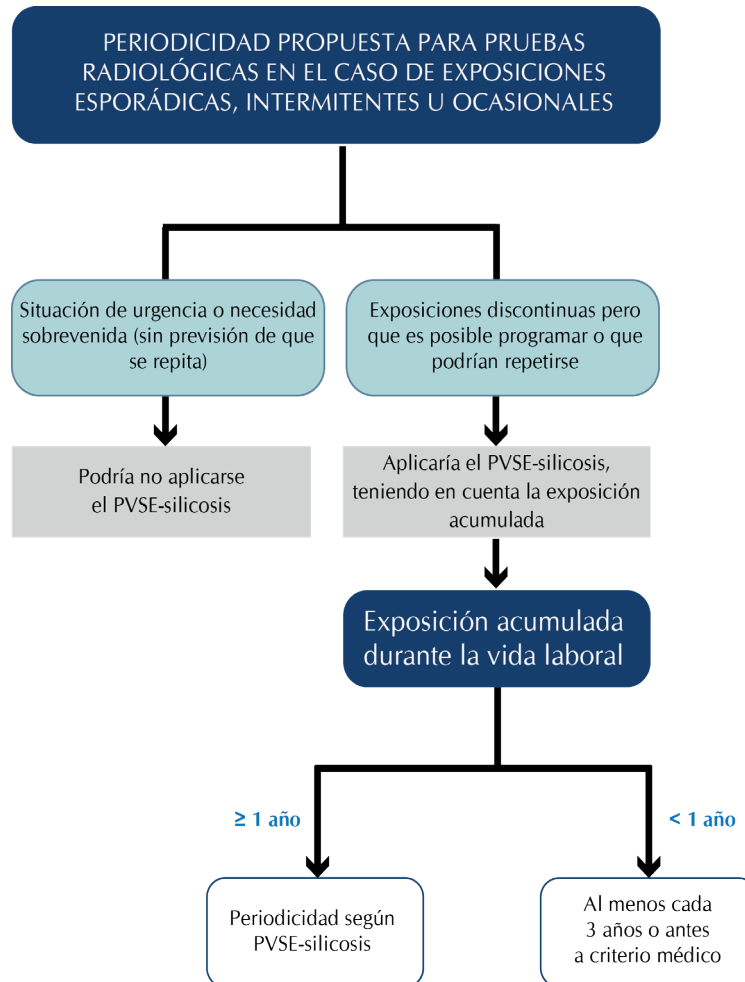 PERIODICIDAD PROPUESTA PARA PRUEBAS
RADIOLÓGICAS EN EL CASO DE EXPOSICIONES
ESPORÁDICAS, INTERMITENTES U OCASIONALES
Situación de urgencia o necesidad
sobrevenida (sin previsión de que
se repita)
Exposiciones discontinuas pero
que es posible programar o que
podrían repetirse
Podría no aplicarse
el PVSE-silicosis
Aplicaría el PVSE-silicosis,
teniendo en cuenta la exposición
acumulada
Exposición acumulada
durante la vida laboral
≥ 1 año
< 1 año
Periodicidad según
PVSE-silicosis
Al menos cada
3 años o antes
a criterio médico